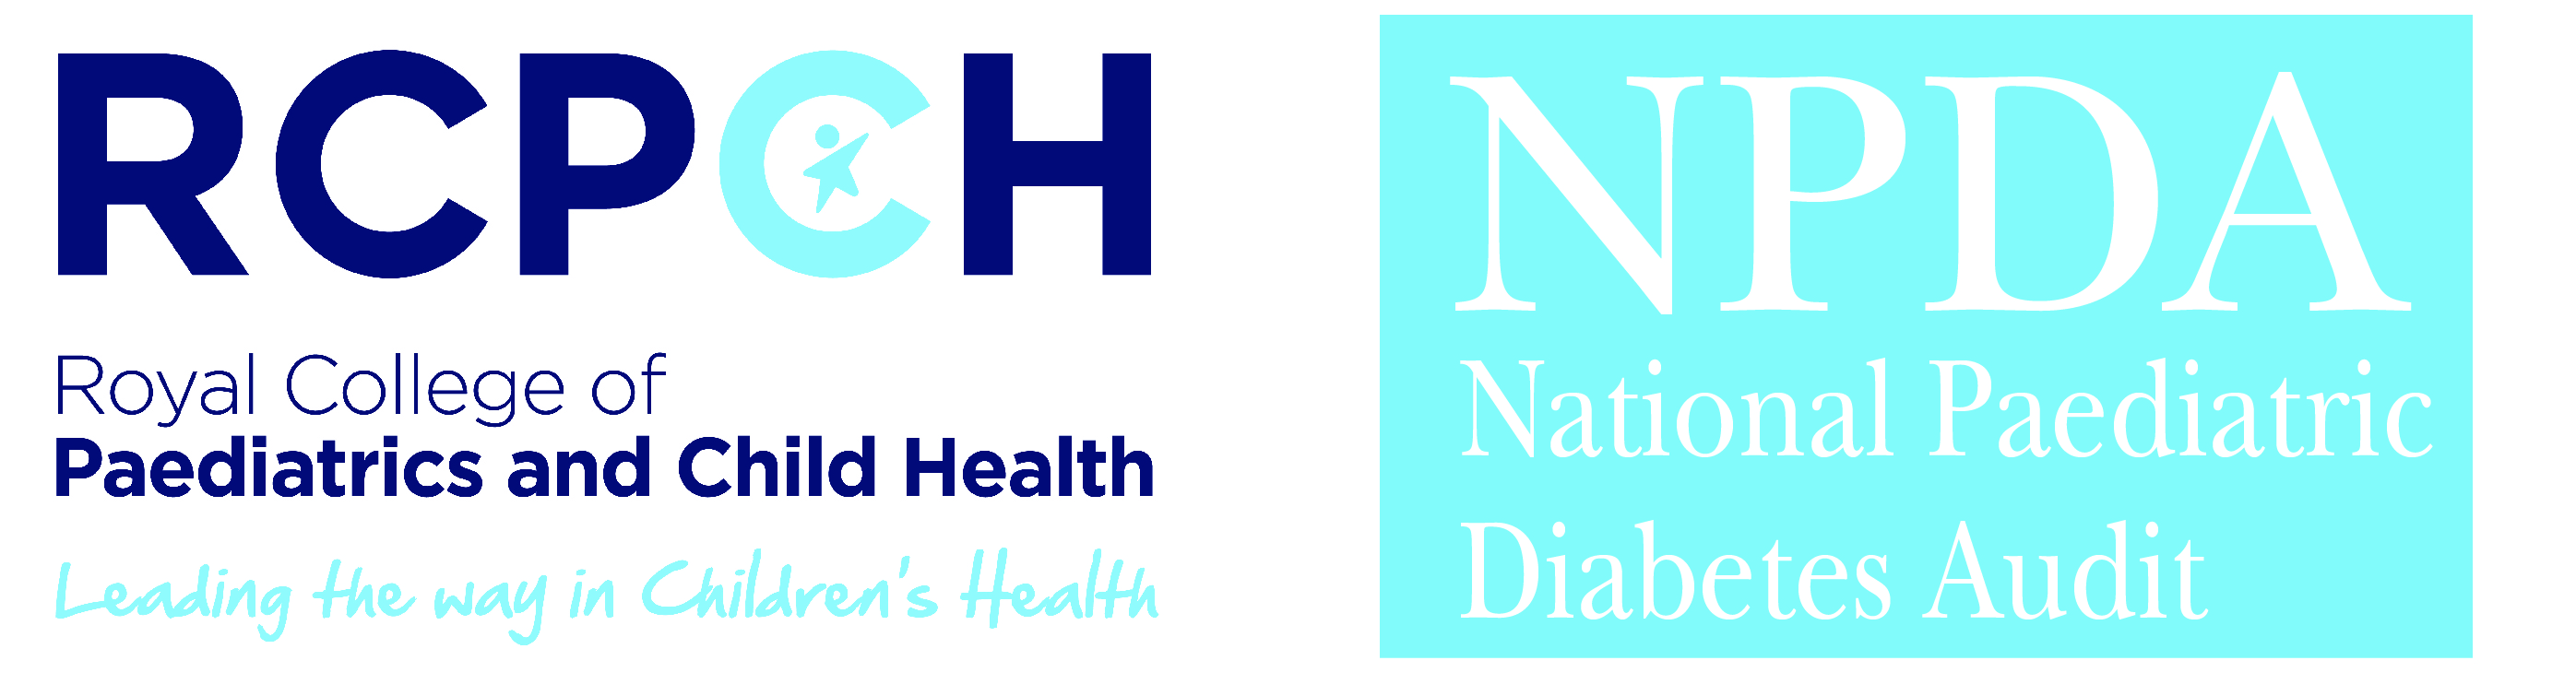 RCPCH
Royal College of
Paediatrics and Child Health
Leading the way in Children's Health
NPDA
National Paediatric
Diabetes Audit